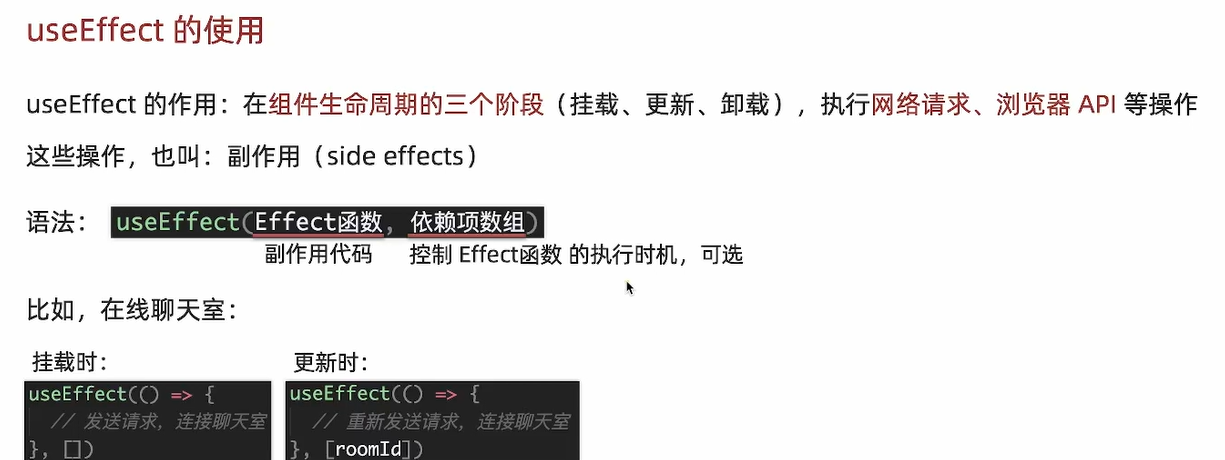 useEffect 的使用
useEffect 的作用：在组件生命周期的三个阶段（挂载、更新、卸载），执行网络请求、浏览器 API 等操作
这些操作，也叫：副作用（side effects）
语法： useEffect(Effect函数, 依赖项数组)
副作用代码 控制 Effect函数 的执行时机，可选
比如，在线聊天室：
挂载时： 更新时：
useEffect(() => { useEffect(() => {
// 发送请求，连接聊天室 // 重新发送请求，连接聊天室
}, []) }, [roomId])